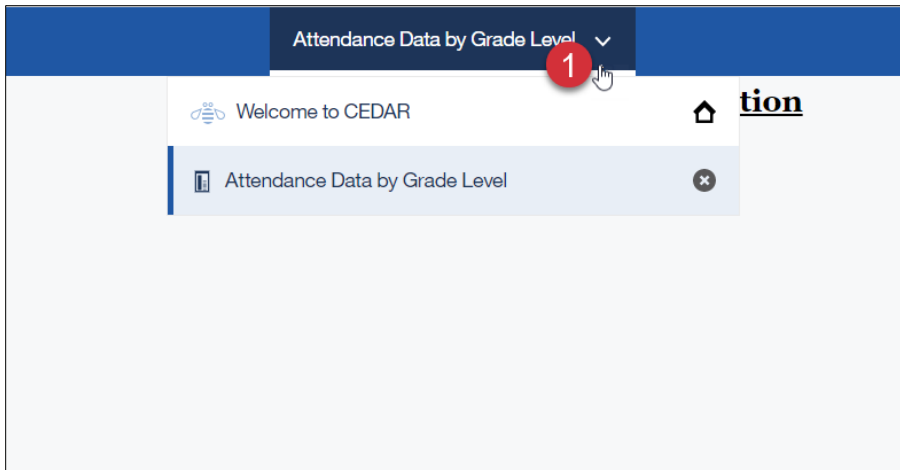 Attendance Data by Grade Level
1
tion
Welcome to CEDAR
Attendance Data by Grade Level